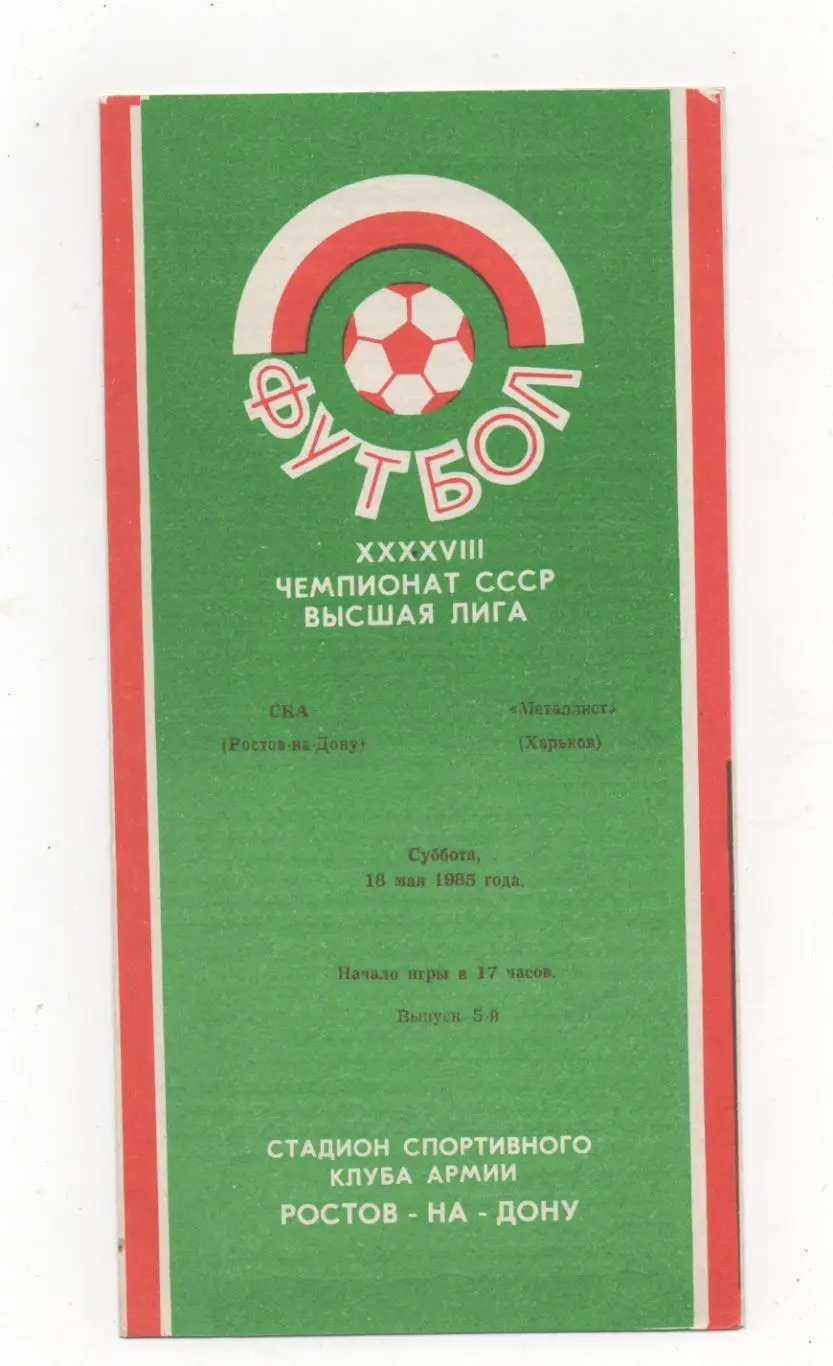 ФУТБОЛ
XXXXVIII
ЧЕМПИОНАТ СССР
ВЫСШАЯ ЛИГА
СКА «Металлист»
(Ростов-на-Дону) (Харьков)
Суббота,
18 мая 1985 года.
Начало игры в 17 часов.
Выпуск 5-й
СТАДИОН СПОРТИВНОГО
КЛУБА АРМИИ
РОСТОВ - НА - ДОНУ